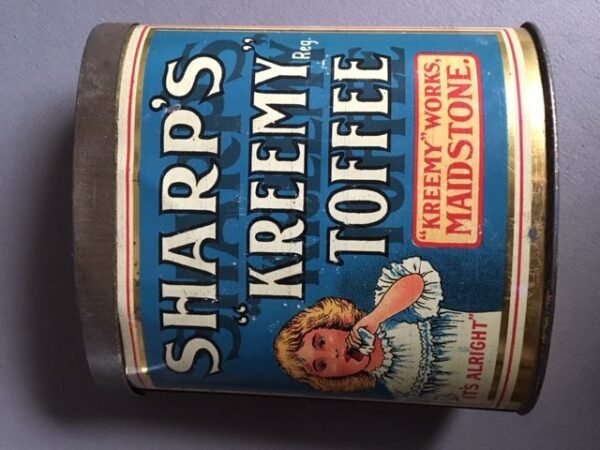 SHARP'S
"KREEMY" Reg.
TOFFEE
"KREEMY" WORKS,
MAIDSTONE.
"IT'S ALRIGHT"